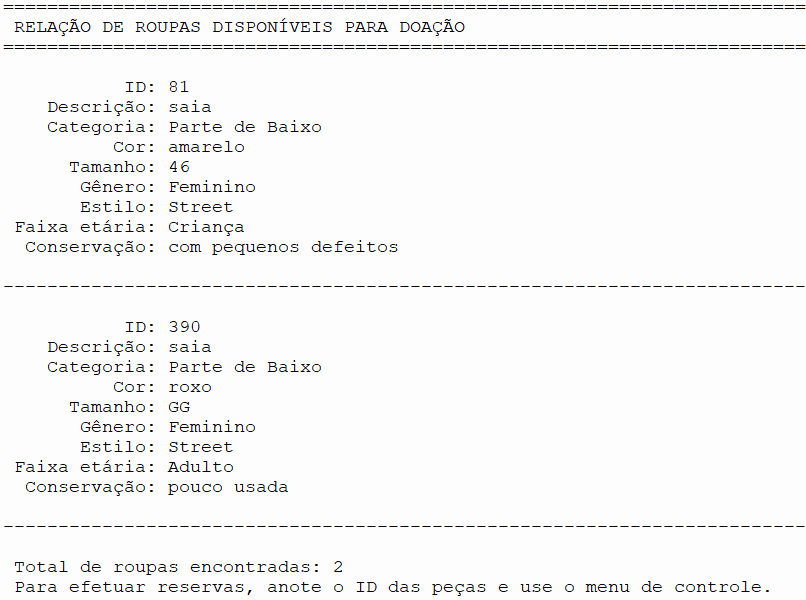 ==========================================================================
RELAÇÃO DE ROUPAS DISPONÍVEIS PARA DOAÇÃO
==========================================================================
ID: 81
Descrição: saia
Categoria: Parte de Baixo
Cor: amarelo
Tamanho: 46
Gênero: Feminino
Estilo: Street
Faixa etária: Criança
Conservação: com pequenos defeitos
--------------------------------------------------------------------------
ID: 390
Descrição: saia
Categoria: Parte de Baixo
Cor: roxo
Tamanho: GG
Gênero: Feminino
Estilo: Street
Faixa etária: Adulto
Conservação: pouco usada
--------------------------------------------------------------------------
Total de roupas encontradas: 2
Para efetuar reservas, anote o ID das peças e use o menu de controle.